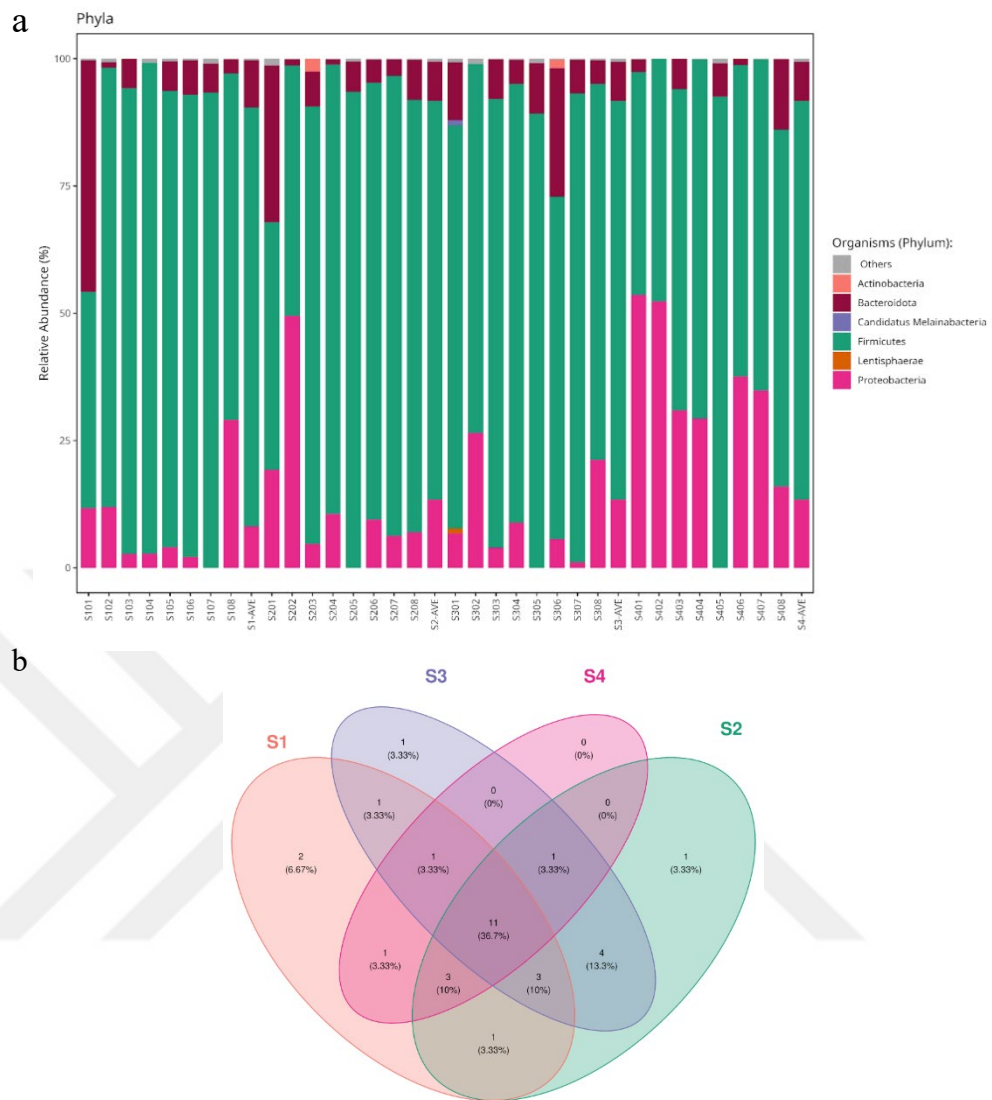 a
Phyla
100
75
50
25
0
Relative Abundance (%)
S101
S102
S103
S104
S105
S106
S107
S108
S1-AVE
S201
S202
S203
S204
S205
S206
S207
S208
S2-AVE
S301
S302
S303
S304
S305
S306
S307
S308
S3-AVE
S401
S402
S403
S404
S405
S406
S407
S408
S4-AVE
Organisms (Phylum):
Others
Actinobacteria
Bacteroidota
Candidatus Melainabacteria
Firmicutes
Lentisphaerae
Proteobacteria
b
S3
S4
S1
S2
1
(3.33%)
0
(0%)
0
(0%)
1
(3.33%)
0
(0%)
2
(6.67%)
1
(3.33%)
1
(3.33%)
1
(3.33%)
11
(36.7%)
1
(3.33%)
4
(13.3%)
3
(10%)
3
(10%)
1
(3.33%)